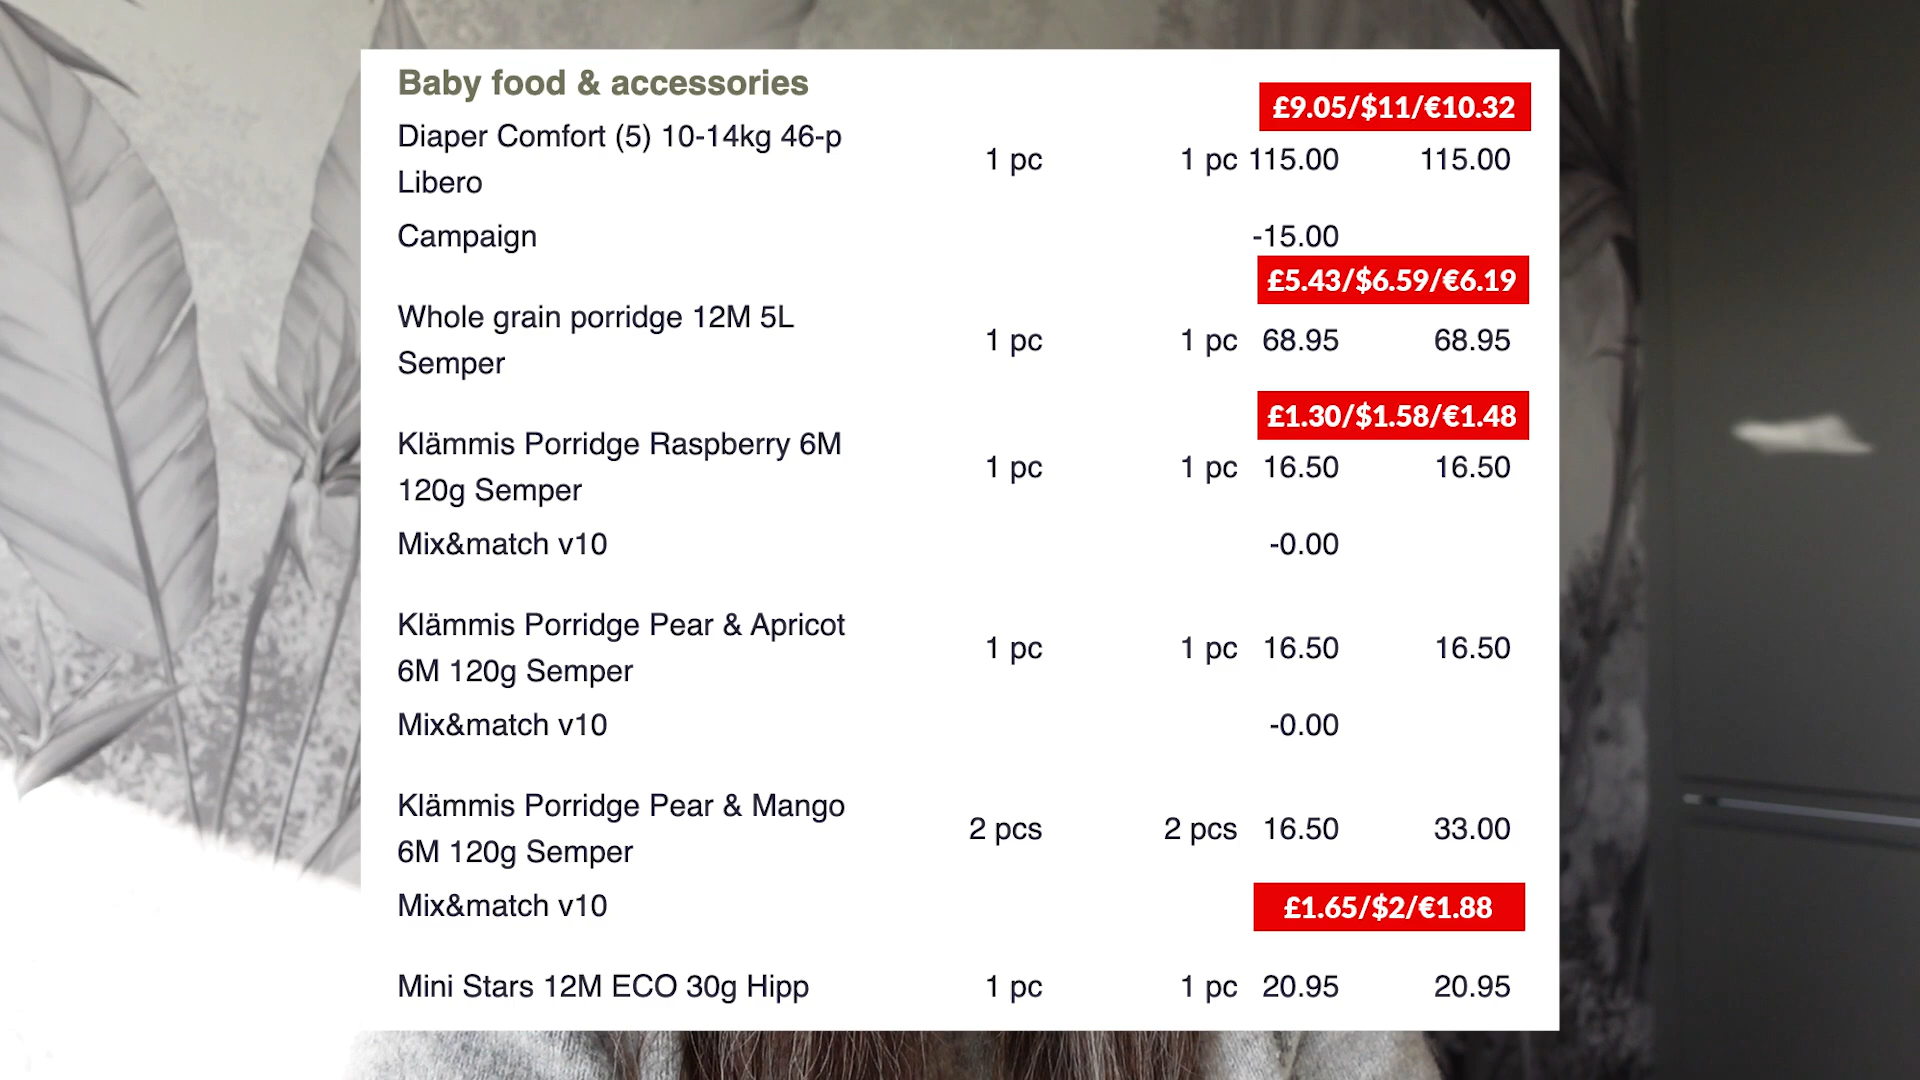 Baby food & accessories
£9.05/$11/€10.32
Diaper Comfort (5) 10-14kg 46-p
Libero
1 pc 1 pc 115.00 115.00
Campaign -15.00
£5.43/$6.59/€6.19
Whole grain porridge 12M 5L
Semper
1 pc 1 pc 68.95 68.95
£1.30/$1.58/€1.48
Klämmis Porridge Raspberry 6M
120g Semper
1 pc 1 pc 16.50 16.50
Mix&match v10 -0.00
Klämmis Porridge Pear & Apricot
6M 120g Semper
1 pc 1 pc 16.50 16.50
Mix&match v10 -0.00
Klämmis Porridge Pear & Mango
6M 120g Semper
2 pcs 2 pcs 16.50 33.00
Mix&match v10
£1.65/$2/€1.88
Mini Stars 12M ECO 30g Hipp 1 pc 1 pc 20.95 20.95